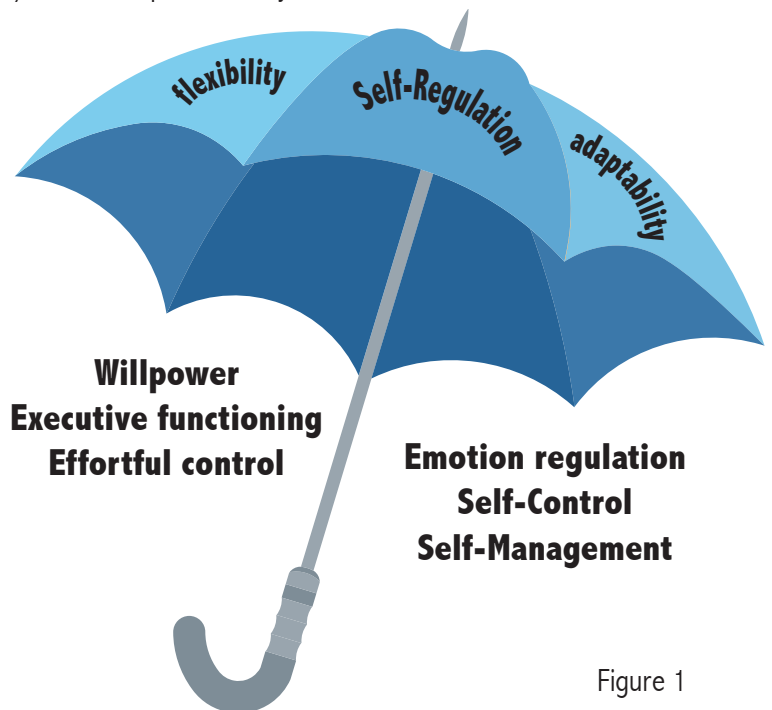 flexibility
Self-Regulation
adaptability
Willpower
Executive functioning
Effortful control
Emotion regulation
Self-Control
Self-Management
Figure 1